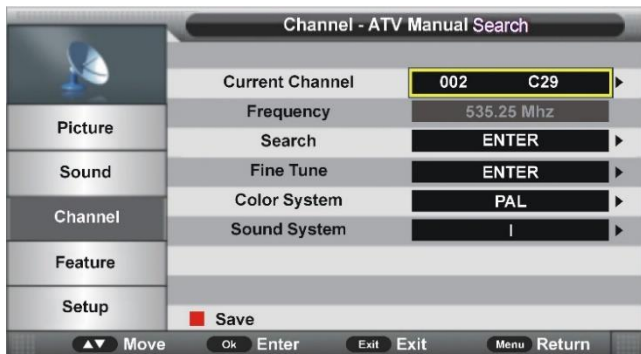 Channel - ATV Manual Search
Current Channel 002 C29
Frequency 535.25 Mhz
Search ENTER
Fine Tune ENTER
Color System PAL
Sound System I
Picture
Sound
Channel
Feature
Setup
Save
Move Ok Enter Exit Exit Menu Return